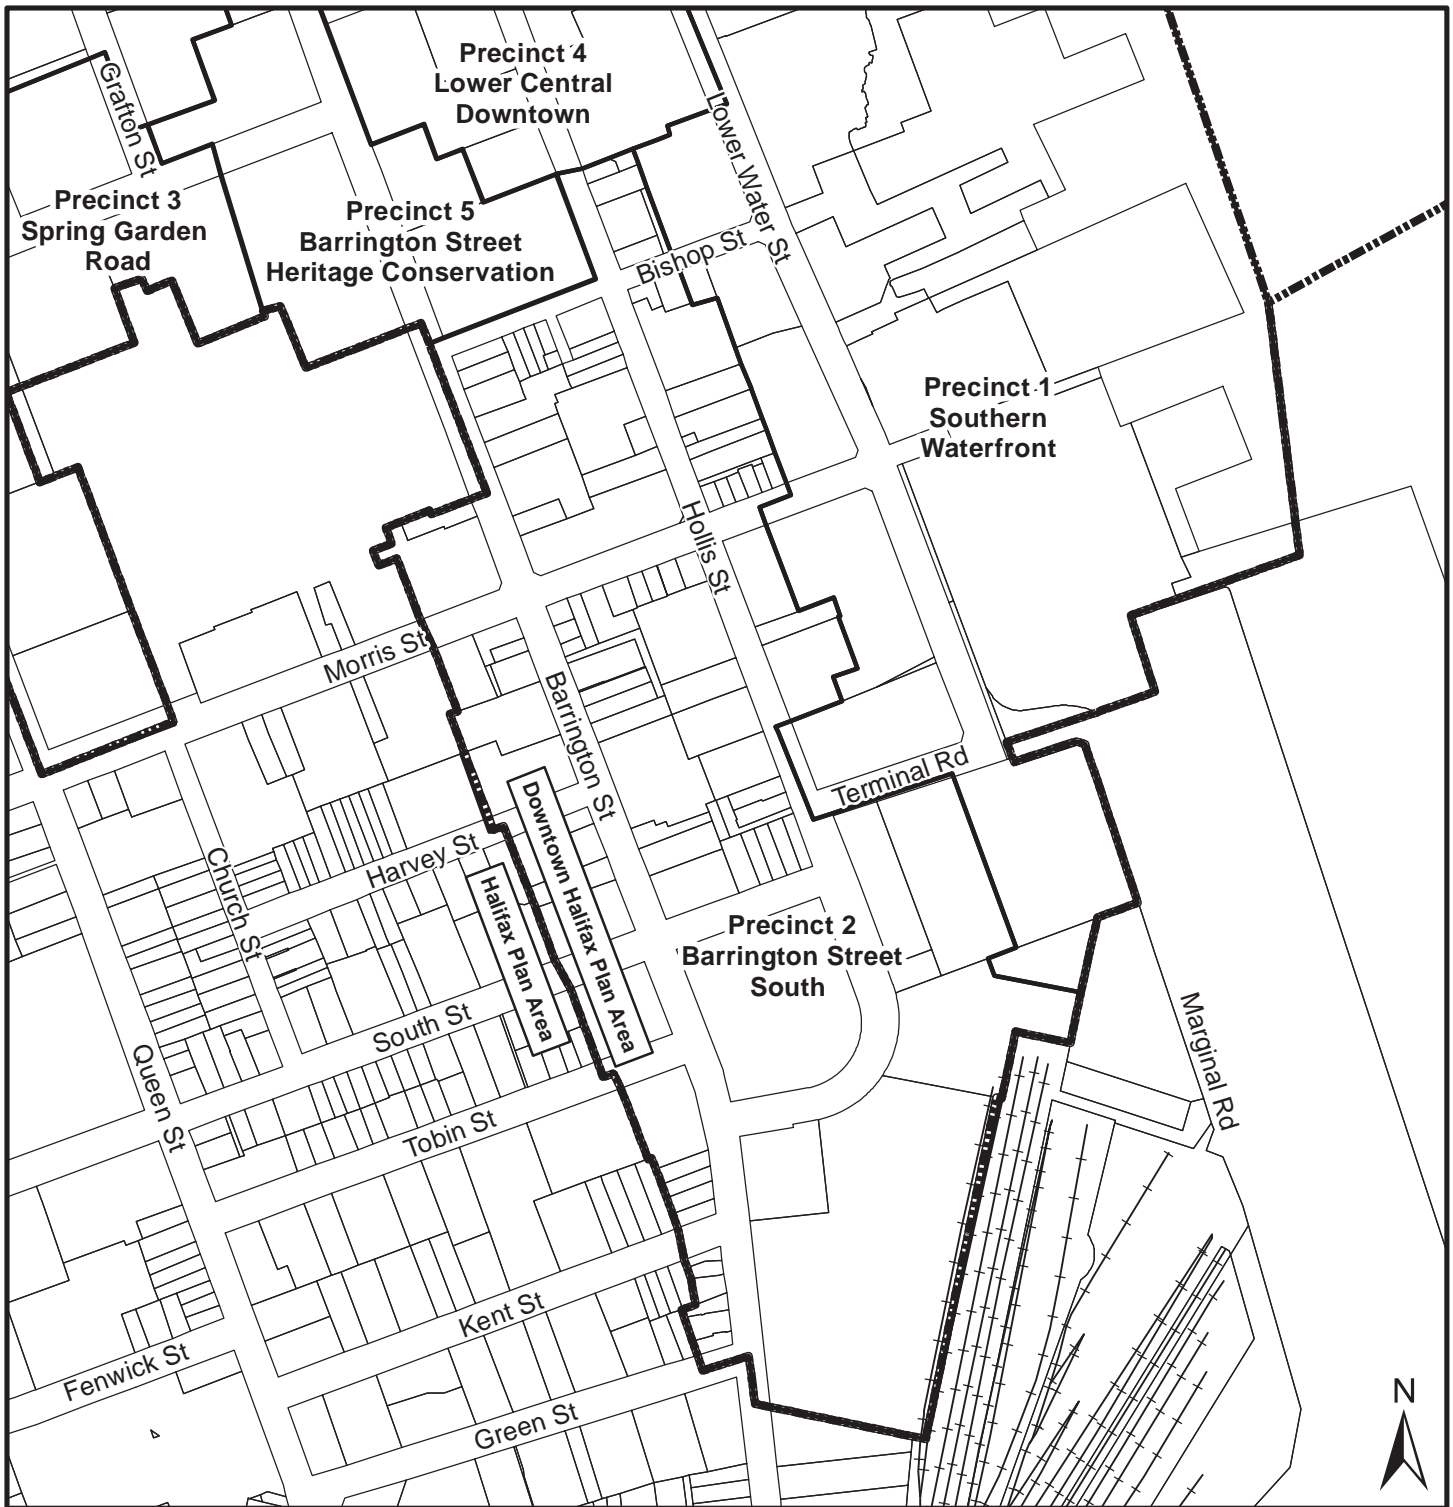 Precinct 4
Lower Central
Downtown
Grafton St
Lower Water St
Precinct 3
Spring Garden
Road
Precinct 5
Barrington Street
Heritage Conservation
Bishop St
Precinct 1
Southern
Waterfront
Hollis St
Morris St
Barrington St
Terminal Rd
Downtown Halifax Plan Area
Harvey St
Church St
Halifax Plan Area
Precinct 2
Barrington Street
South
South St
Marginal Rd
Queen St
Tobin St
Kent St
Fenwick St
Green St
N